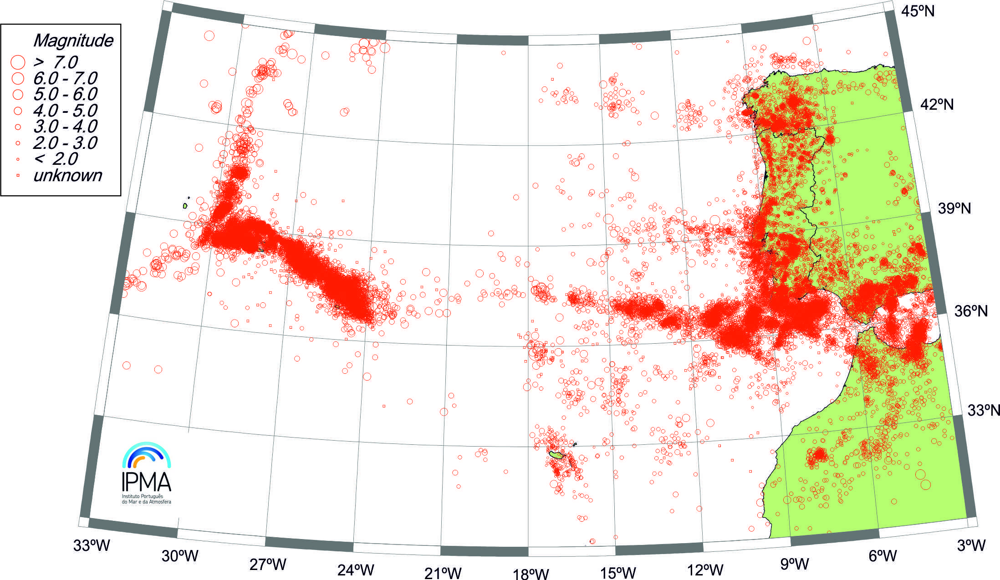 Magnitude
> 7.0
6.0 - 7.0
5.0 - 6.0
4.0 - 5.0
3.0 - 4.0
2.0 - 3.0
< 2.0
unknown
45ºN
42ºN
39ºN
36ºN
33ºN
IPMA
Instituto Português
do Mar e da Atmosfera
33ºW
30ºW
27ºW
24ºW
21ºW
18ºW
15ºW
12ºW
9ºW
6ºW
3ºW